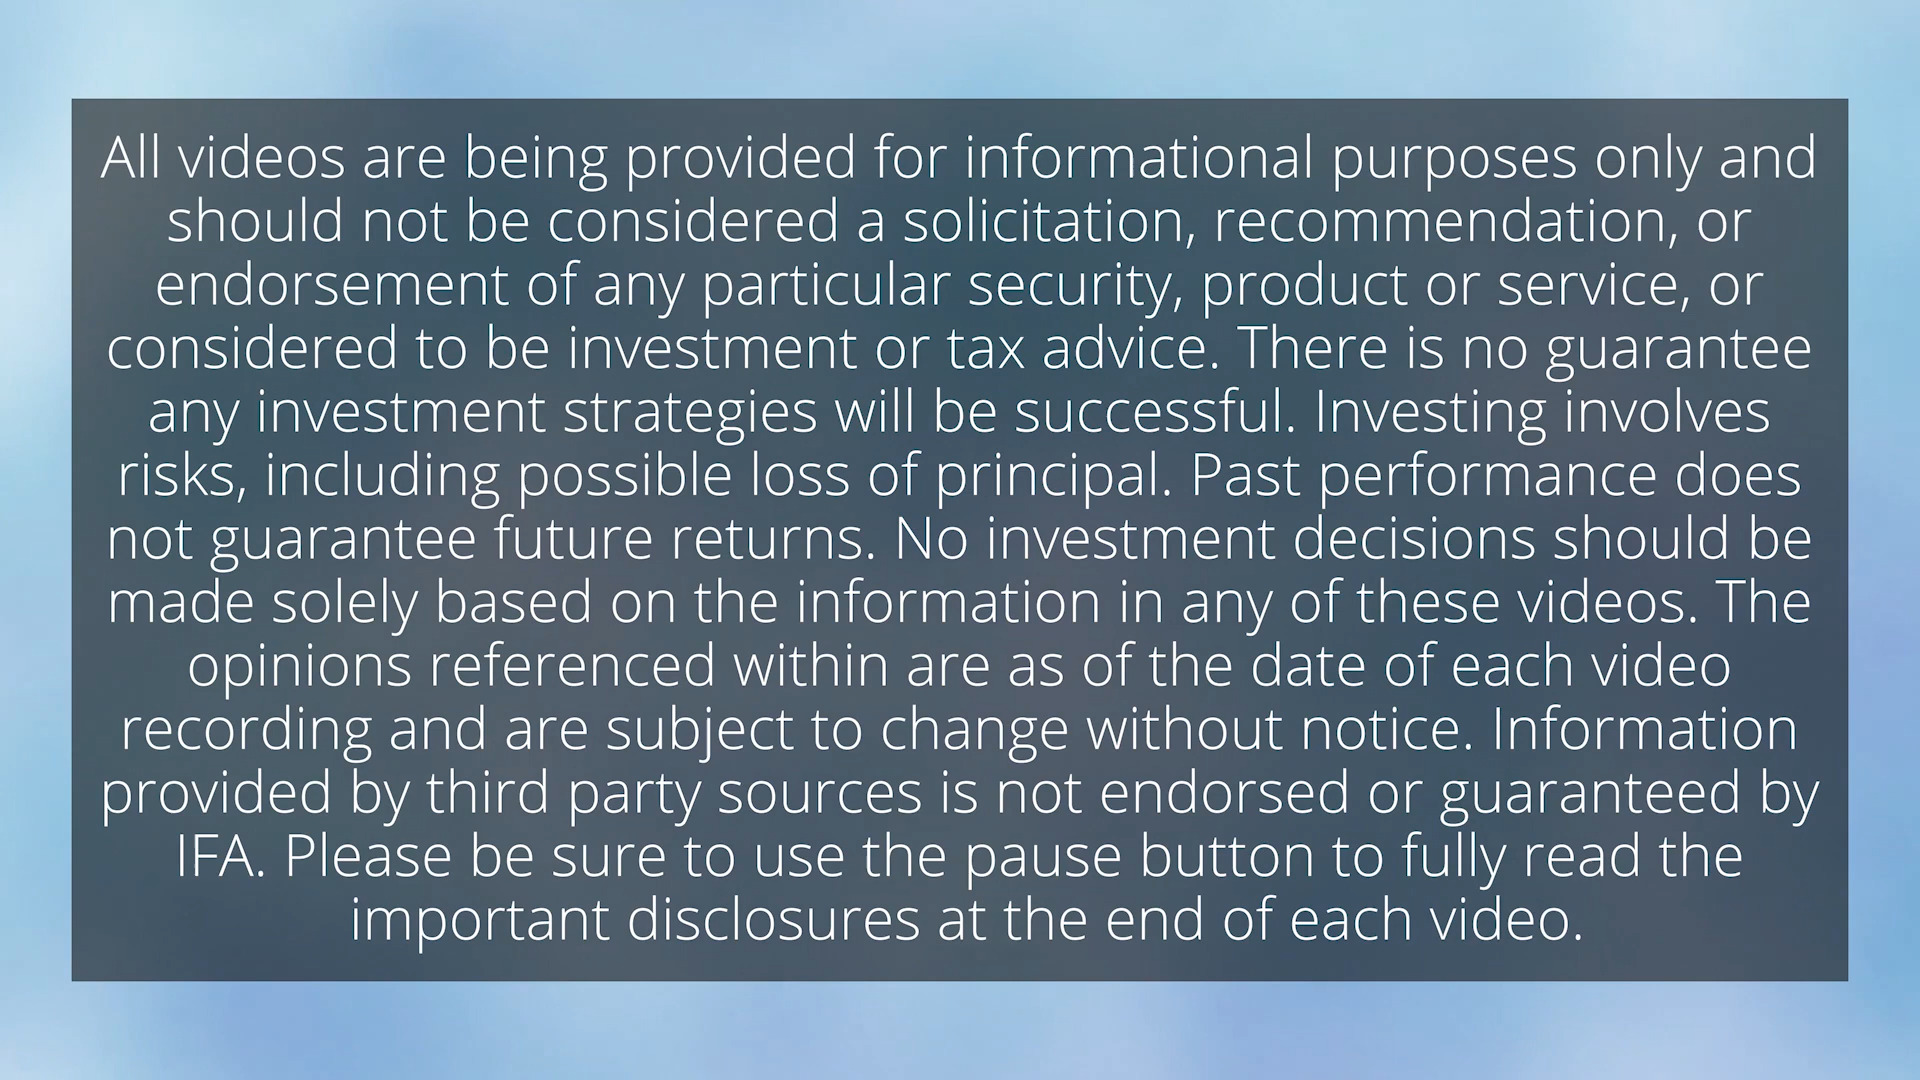 All videos are being provided for informational purposes only and
should not be considered a solicitation, recommendation, or
endorsement of any particular security, product or service, or
considered to be investment or tax advice. There is no guarantee
any investment strategies will be successful. Investing involves
risks, including possible loss of principal. Past performance does
not guarantee future returns. No investment decisions should be
made solely based on the information in any of these videos. The
opinions referenced within are as of the date of each video
recording and are subject to change without notice. Information
provided by third party sources is not endorsed or guaranteed by
IFA. Please be sure to use the pause button to fully read the
important disclosures at the end of each video.